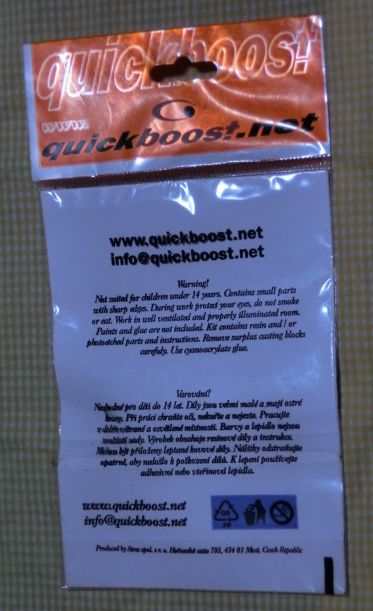 quickboost
www.
quickboost.net
www.quickboost.net
info@quickboost.net
Warning!
Not suited for children under 14 years. Contains small parts
with sharp edges. During work protect your eyes, do not smoke
or eat. Work in well ventilated and properly illuminated room.
Paints and glue are not included. Kit contains resin and / or
photoetched parts and instructions. Remove surplus casting blocks
carefuly. Use cyanoacrylate glue.
Varování!
Nevhodné pro děti do 14 let. Díly jsou velmi malé a mají ostré
hrany. Při práci chraňte oči, nekuřte a nejezte. Pracujte
v dobře větrané a osvětlené místnosti. Barvy a lepidlo nejsou
součástí sady. Výrobek obsahuje resinové díly a instrukce.
Mohou být přiloženy leptané kovové díly. Nálitky odstraňujte
opatrně, aby nedošlo k poškození dílů. K lepení používejte
adhesivní nebo vteřinová lepidla.
www.quickboost.net
info@quickboost.net
Produced by Aires spol. s r. o. 703, 434 01 Most, Czech Republic